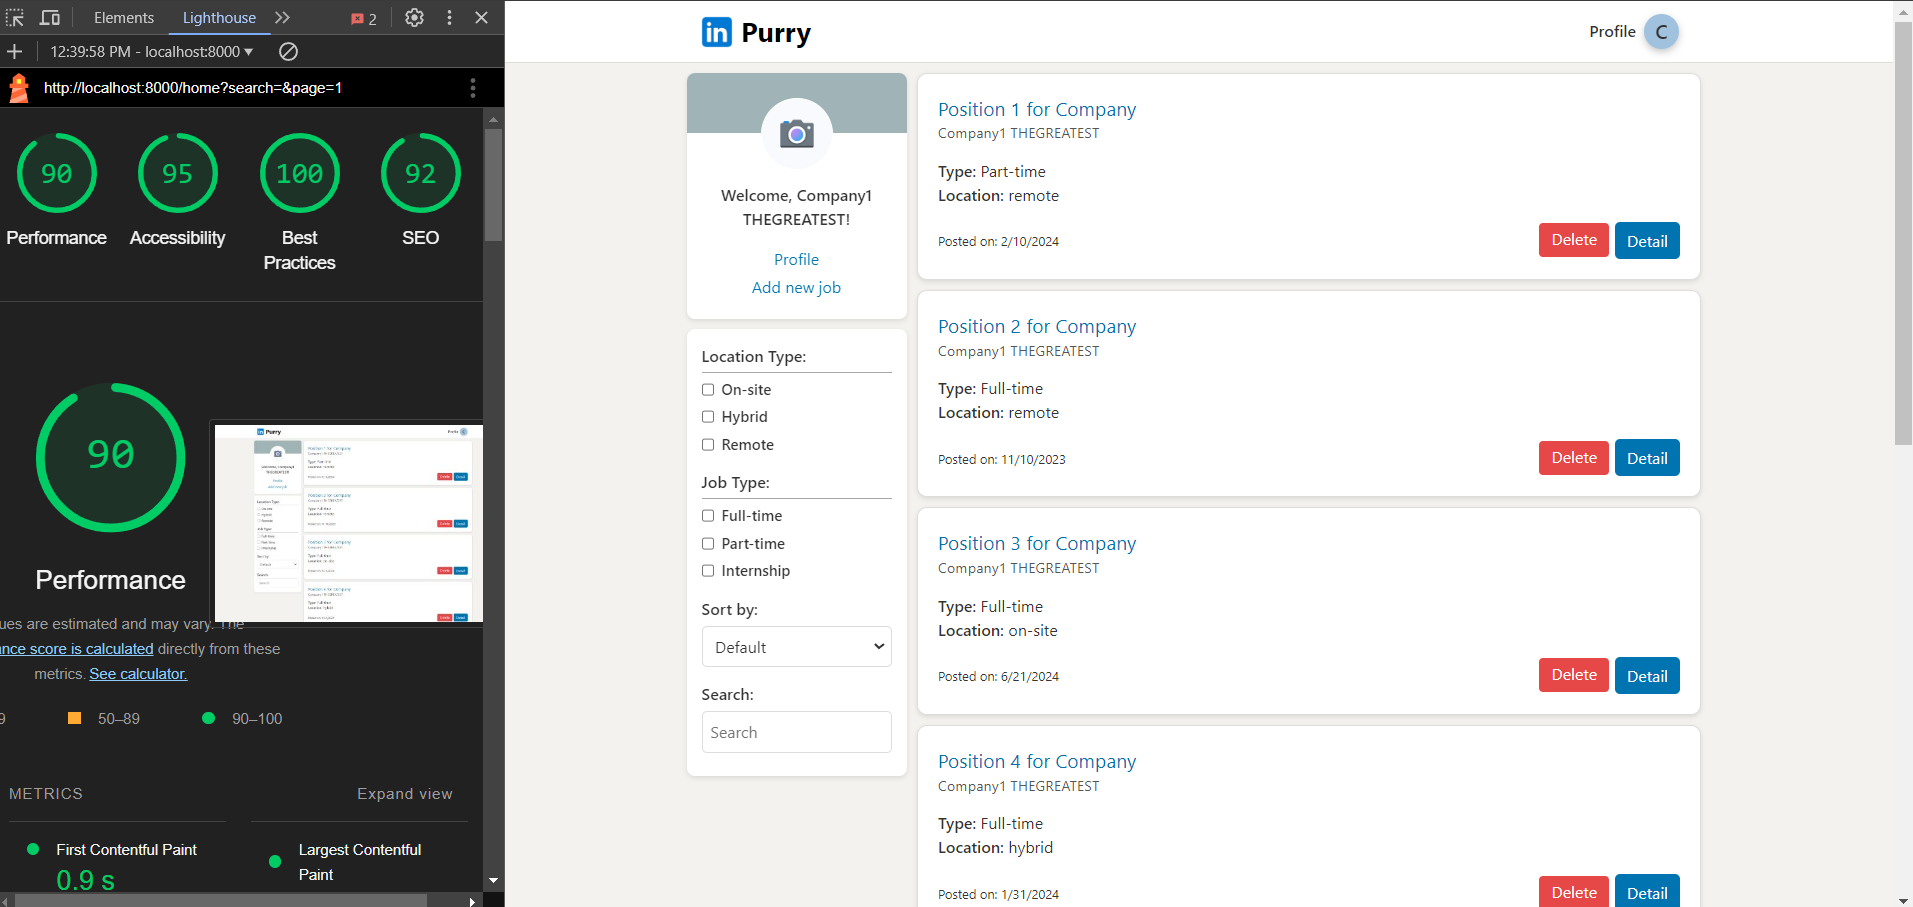 Elements
Lighthouse
2
12:39:58 PM - localhost:8000
http://localhost:8000/home?search=&page=1
90
95
100
92
Performance
Accessibility
Best
Practices
SEO
90
Performance
ues are estimated and may vary. The
nce score is calculated directly from these
metrics. See calculator.
9
50–89
90–100
METRICS
Expand view
First Contentful Paint
0.9 s
Largest Contentful
Paint
in Purry
Profile
C
Welcome, Company1
THEGREATEST!
Profile
Add new job
Location Type:
On-site
Hybrid
Remote
Job Type:
Full-time
Part-time
Internship
Sort by:
Default
Search:
Search
Position 1 for Company
Company1 THEGREATEST
Type: Part-time
Location: remote
Posted on: 2/10/2024
Delete
Detail
Position 2 for Company
Company1 THEGREATEST
Type: Full-time
Location: remote
Posted on: 11/10/2023
Delete
Detail
Position 3 for Company
Company1 THEGREATEST
Type: Full-time
Location: on-site
Posted on: 6/21/2024
Delete
Detail
Position 4 for Company
Company1 THEGREATEST
Type: Full-time
Location: hybrid
Posted on: 1/31/2024
Delete
Detail